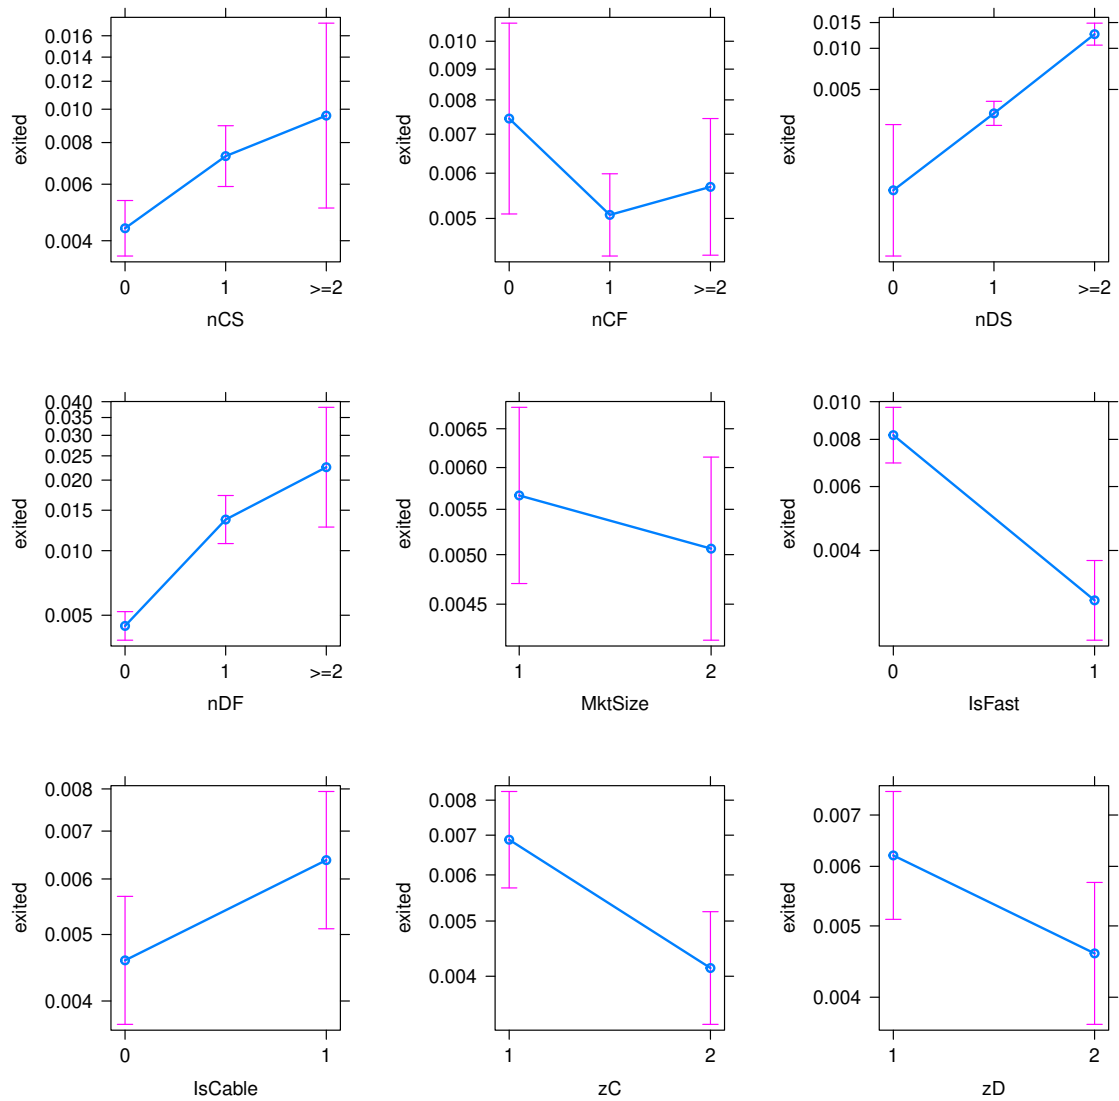 exited
0.016
0.014
0.012
0.010
0.008
0.006
0.004
0 1 >=2
nCS
exited
0.010
0.009
0.008
0.007
0.006
0.005
0 1 >=2
nCF
exited
0.015
0.010
0.005
0 1 >=2
nDS
exited
0.040
0.035
0.030
0.025
0.020
0.015
0.010
0.005
0 1 >=2
nDF
exited
0.0065
0.0060
0.0055
0.0050
0.0045
1 2
MktSize
exited
0.010
0.008
0.006
0.004
0 1
IsFast
exited
0.008
0.007
0.006
0.005
0.004
0 1
IsCable
exited
0.008
0.007
0.006
0.005
0.004
1 2
zC
exited
0.007
0.006
0.005
0.004
1 2
zD